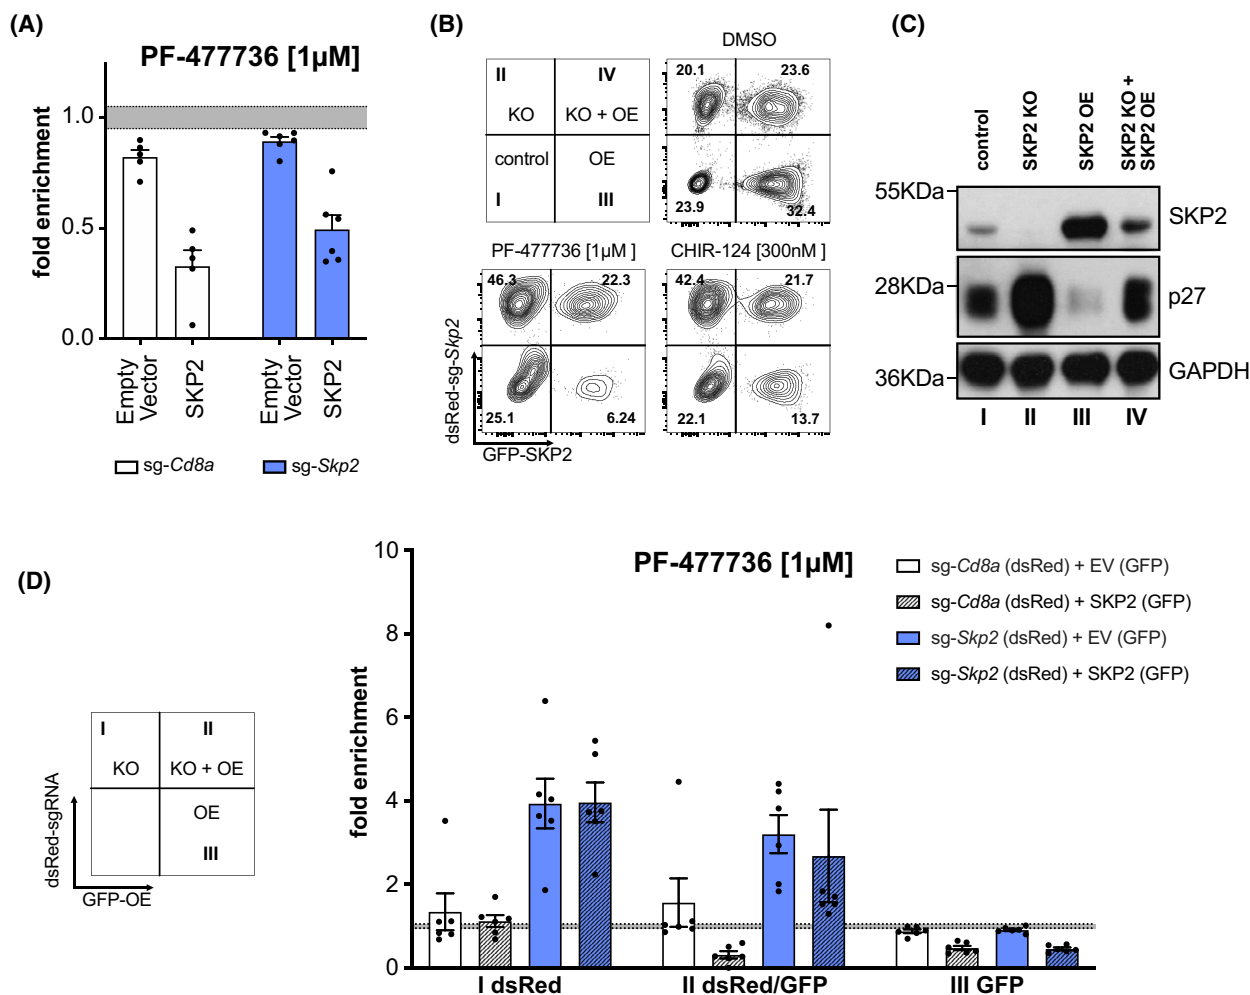 (A)
PF-477736 [1µM]
fold enrichment
1.0
0.5
0.0
Empty
Vector
SKP2
Empty
Vector
SKP2
sg-Cd8a
sg-Skp2
(B)
II
IV
KO
KO + OE
control
OE
I
III
DMSO
20.1
23.6
23.9
32.4
PF-477736 [1µM]
46.3
22.3
25.1
6.24
CHIR-124 [300nM ]
42.4
21.7
22.1
13.7
dsRed-sg-Skp2
GFP-SKP2
(C)
control
SKP2 KO
SKP2 OE
SKP2 KO +
SKP2 OE
55KDa
SKP2
28KDa
p27
36KDa
GAPDH
I
II
III
IV
(D)
I
II
KO
KO + OE
OE
III
dsRed-sgRNA
GFP-OE
PF-477736 [1µM]
fold enrichment
10
8
6
4
2
0
I dsRed
II dsRed/GFP
III GFP
sg-Cd8a (dsRed) + EV (GFP)
sg-Cd8a (dsRed) + SKP2 (GFP)
sg-Skp2 (dsRed) + EV (GFP)
sg-Skp2 (dsRed) + SKP2 (GFP)